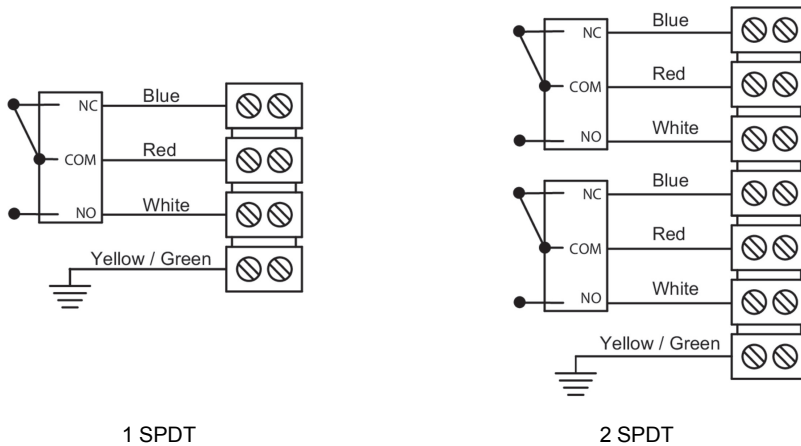 NC Blue
COM Red
NO White
Yellow / Green
1 SPDT
NC Blue
COM Red
NO White
NC Blue
COM Red
NO White
Yellow / Green
2 SPDT